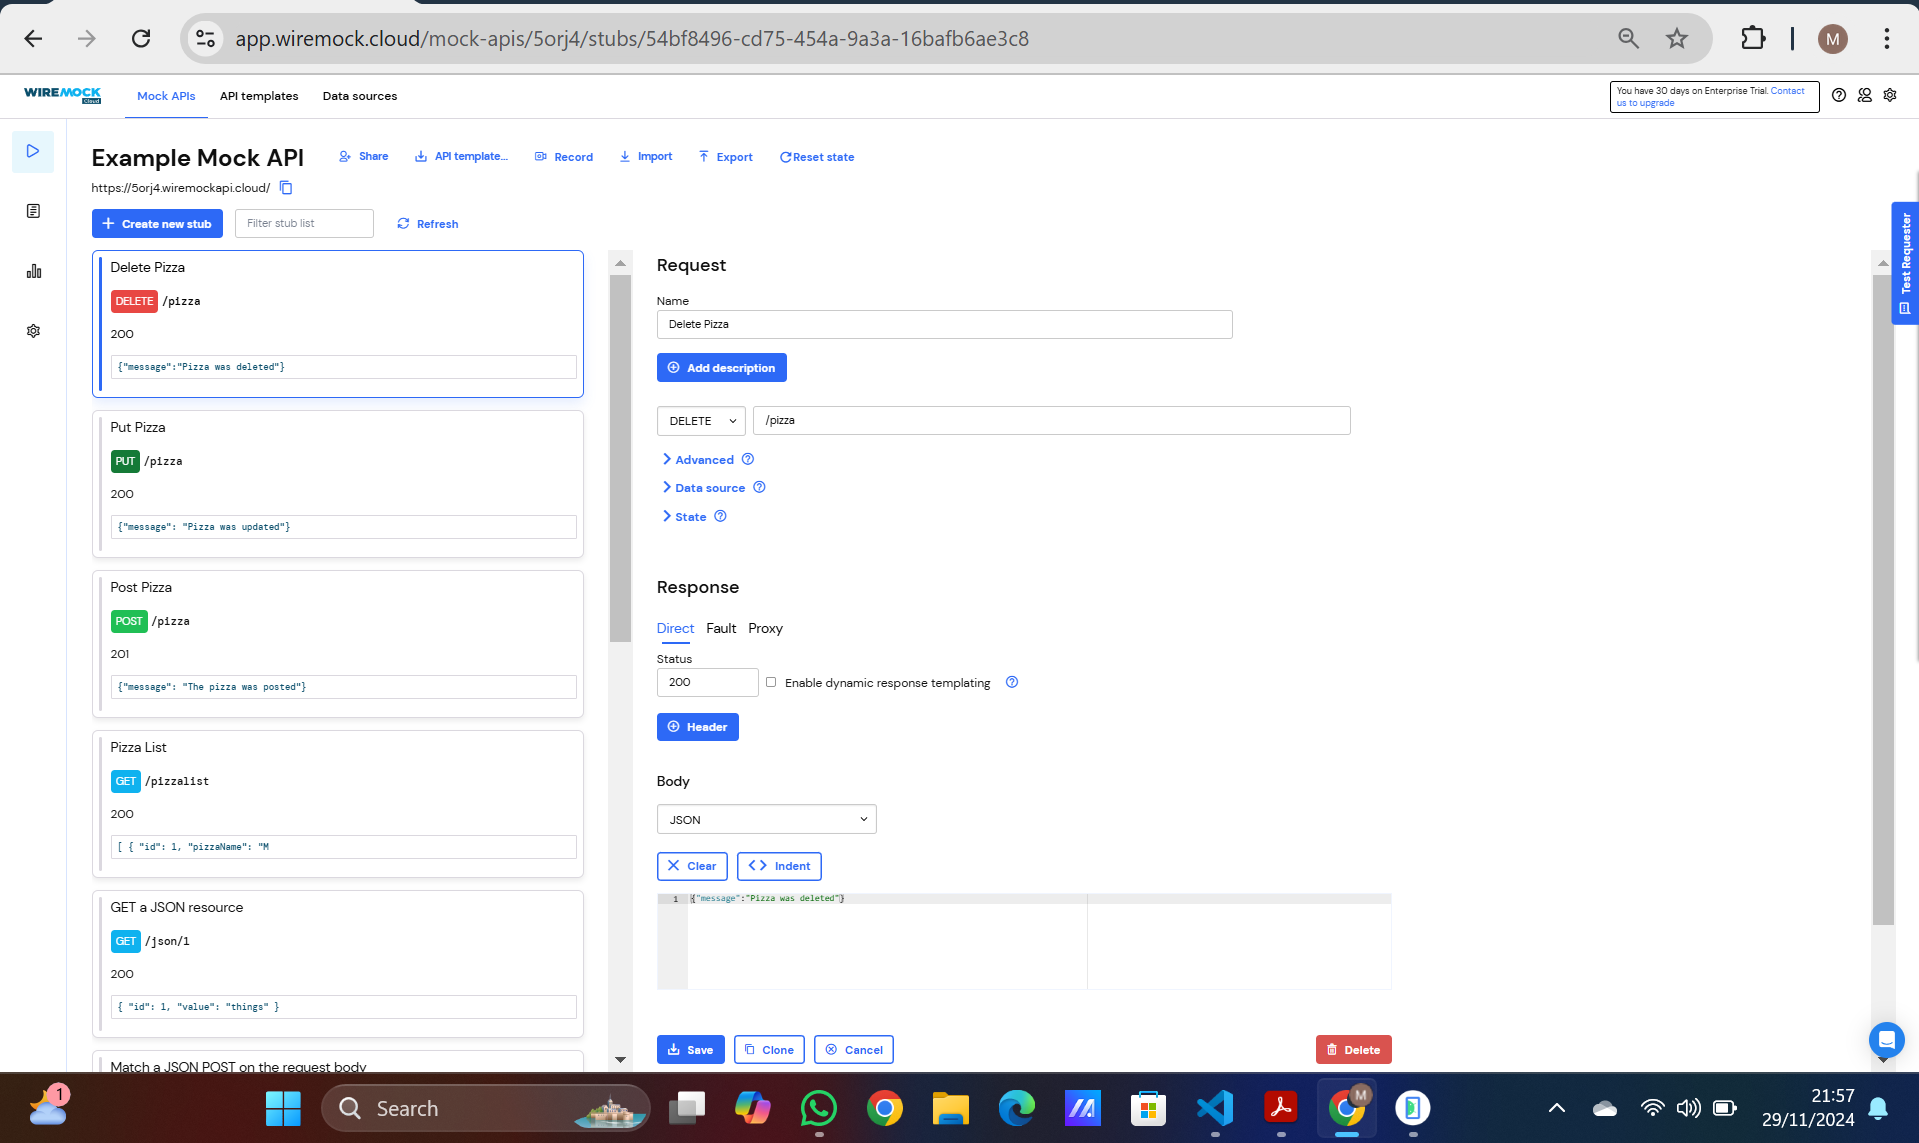 app.wiremock.cloud/mock-apis/5orj4/stubs/54bf8496-cd75-454a-9a3a-16bafb6ae3c8
M
WIREMOCK
Cloud
Mock APIs
API templates
Data sources
You have 30 days on Enterprise Trial. Contact
us to upgrade
Example Mock API
Share
API template...
Record
Import
Export
Reset state
https://5orj4.wiremockapi.cloud/
Create new stub
Filter stub list
Refresh
Test Requester
Delete Pizza
DELETE /pizza
200
{"message":"Pizza was deleted"}
Put Pizza
PUT /pizza
200
{"message": "Pizza was updated"}
Post Pizza
POST /pizza
201
{"message": "The pizza was posted"}
Pizza List
GET /pizzalist
200
[ { "id": 1, "pizzaName": "M
GET a JSON resource
GET /json/1
200
{ "id": 1, "value": "things" }
Match a JSON POST on the request body
Request
Name
Delete Pizza
Add description
DELETE
/pizza
Advanced
Data source
State
Response
Direct
Fault
Proxy
Status
200
Enable dynamic response templating
Header
Body
JSON
Clear
Indent
1
{"message":"Pizza was deleted"}
Save
Clone
Cancel
Delete
1
Search
M
21:57
29/11/2024